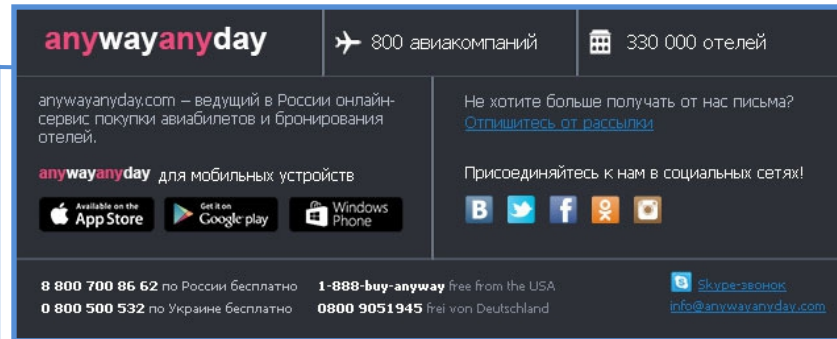 anywayanyday
800 авиакомпаний
330 000 отелей
anywayanyday.com – ведущий в России онлайн-
сервис покупки авиабилетов и бронирования
отелей.
anywayanyday для мобильных устройств
Available on the
App Store
Get it on
Google play
Windows
Phone
Не хотите больше получать от нас письма?
Отпишитесь от рассылки
Присоединяйтесь к нам в социальных сетях!
8 800 700 86 62 по России бесплатно
1-888-buy-anyway free from the USA
Skype-звонок
0 800 500 532 по Украине бесплатно
0800 9051945 frei von Deutschland
info@anywayanyday.com